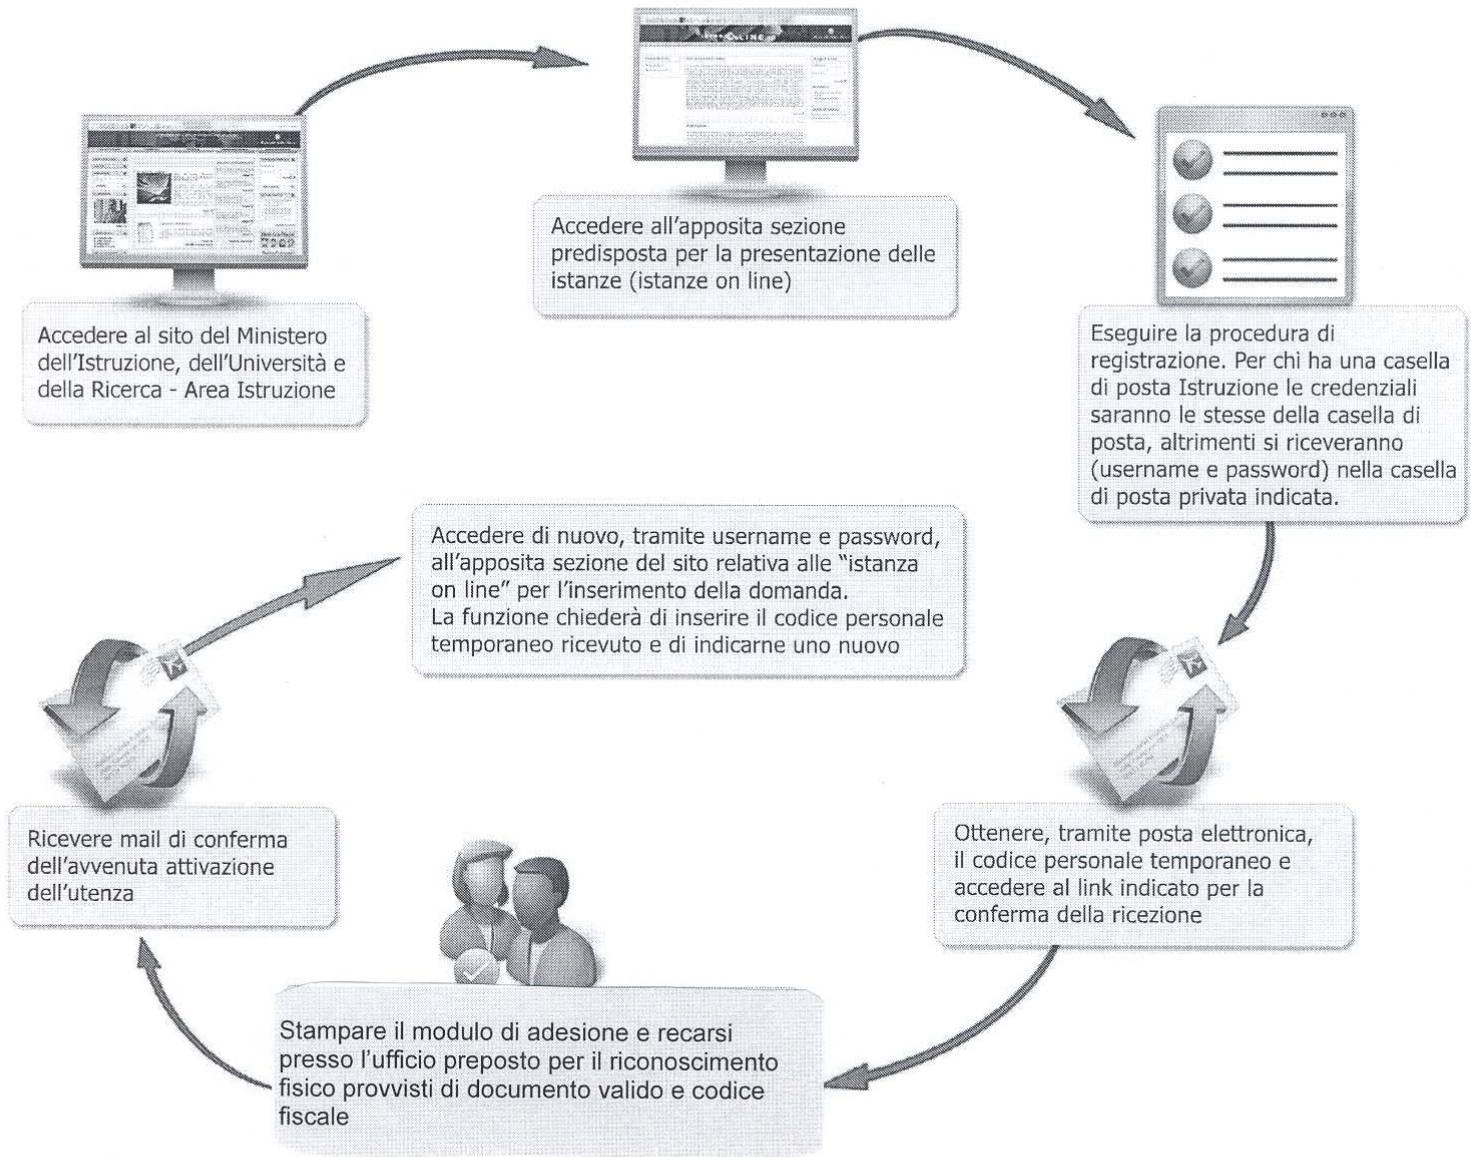 Accedere al sito del Ministero
dell'Istruzione, dell'Università e
della Ricerca - Area Istruzione
Accedere all'apposita sezione
predisposta per la presentazione delle
istanze (istanze on line)
Eseguire la procedura di
registrazione. Per chi ha una casella
di posta Istruzione le credenziali
saranno le stesse della casella di
posta, altrimenti si riceveranno
(username e password) nella casella
di posta privata indicata.
Ottenere, tramite posta elettronica,
il codice personale temporaneo e
accedere al link indicato per la
conferma della ricezione
Stampare il modulo di adesione e recarsi
presso l'ufficio preposto per il riconoscimento
fisico provvisti di documento valido e codice
fiscale
Ricevere mail di conferma
dell'avvenuta attivazione
dell'utenza
Accedere di nuovo, tramite username e password,
all'apposita sezione del sito relativa alle “istanza
on line” per l'inserimento della domanda.
La funzione chiederà di inserire il codice personale
temporaneo ricevuto e di indicarne uno nuovo